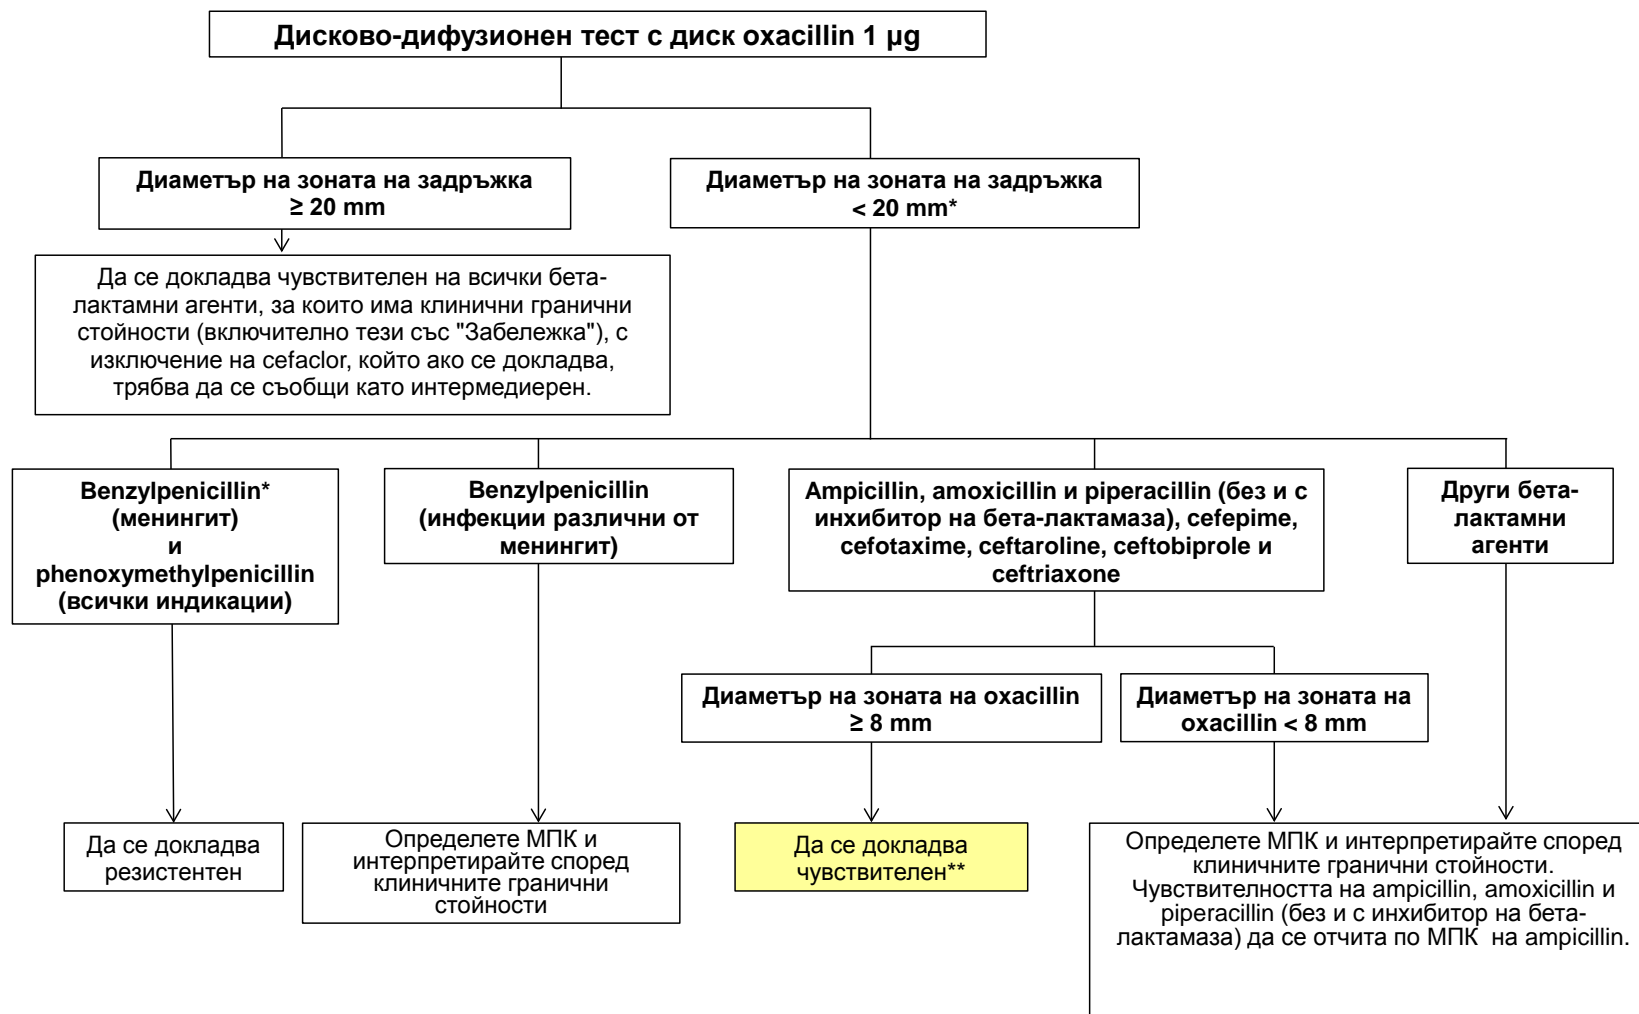 Дисково-дифузионен тест с диск oxacillin 1 µg
Диаметър на зоната на задръжка
≥ 20 mm
Диаметър на зоната на задръжка
< 20 mm*
Да се докладва чувствителен на всички бета-
лактамни агенти, за които има клинични гранични
стойности (включително тези със "Забележка"), с
изключение на cefaclor, който ако се докладва,
трябва да се съобщи като интермедиерен.
Benzylpenicillin*
(менингит)
и
phenoxymethylpenicillin
(всички индикации)
Benzylpenicillin
(инфекции различни от
менингит)
Ampicillin, amoxicillin и piperacillin (без и с
инхибитор на бета-лактамаза), cefepime,
cefotaxime, ceftaroline, ceftobiprole и
ceftriaxone
Други бета-
лактамни
агенти
Диаметър на зоната на oxacillin
≥ 8 mm
Диаметър на зоната на
oxacillin < 8 mm
Да се докладва
резистентен
Определете МПК и
интерпретирайте според
клиничните гранични
стойности
Да се докладва
чувствителен**
Определете МПК и интерпретирайте според
клиничните гранични стойности.
Чувствителността на ampicillin, amoxicillin и
piperacillin (без и с инхибитор на бета-
лактамаза) да се отчита по МПК на ampicillin.